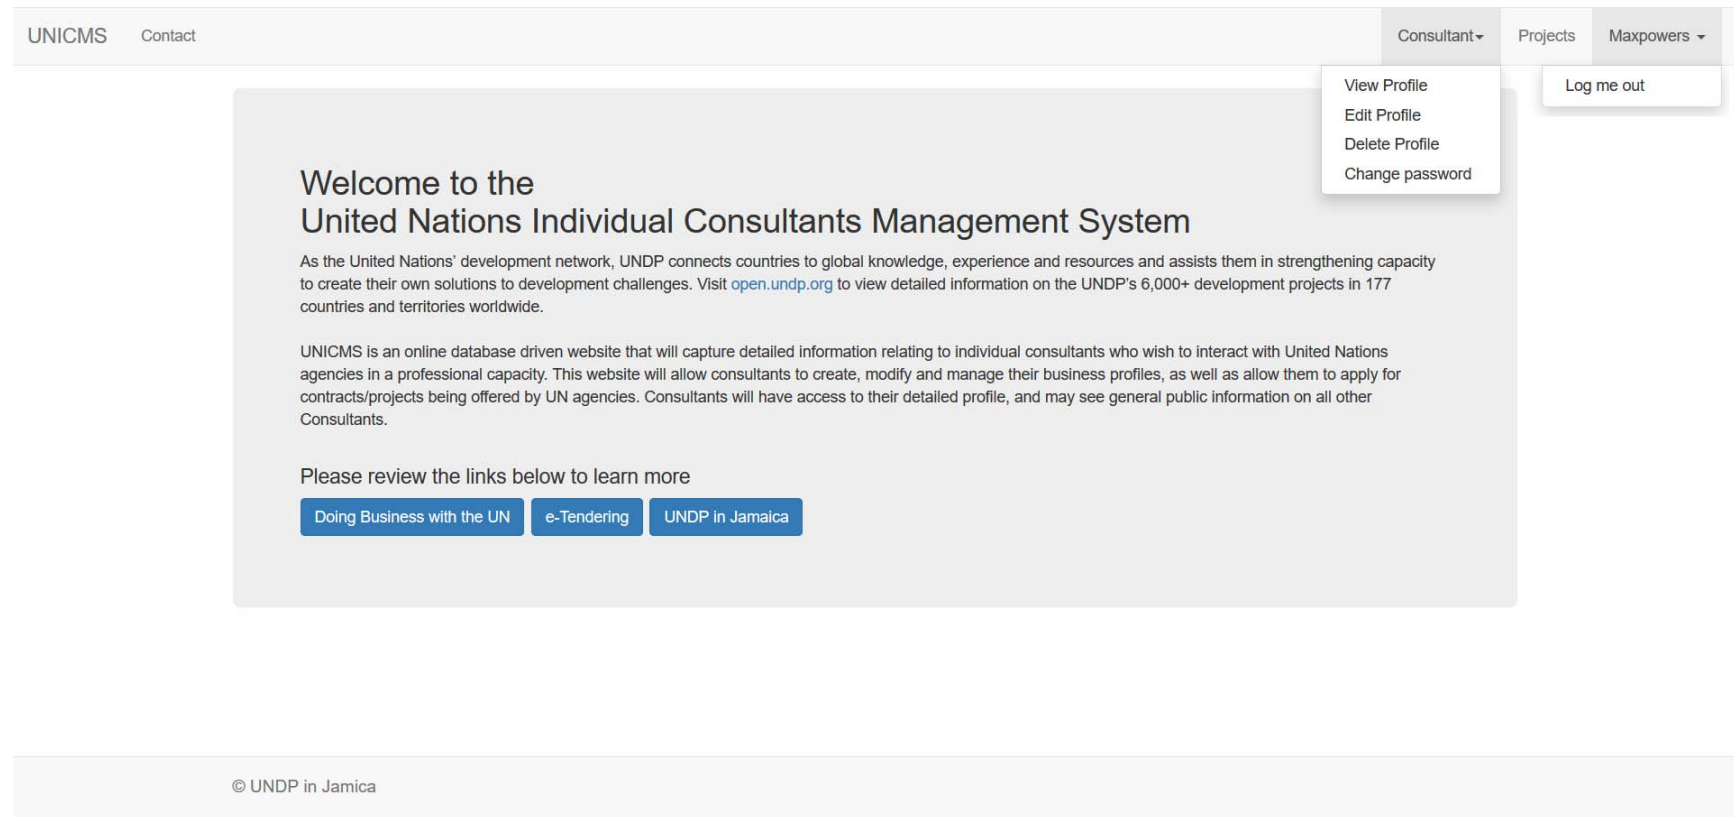 UNICMS Contact Consultant Projects Maxpowers
View Profile
Edit Profile
Delete Profile
Change password
Log me out
Welcome to the
United Nations Individual Consultants Management System
As the United Nations’ development network, UNDP connects countries to global knowledge, experience and resources and assists them in strengthening capacity
to create their own solutions to development challenges. Visit open.undp.org to view detailed information on the UNDP’s 6,000+ development projects in 177
countries and territories worldwide.
UNICMS is an online database driven website that will capture detailed information relating to individual consultants who wish to interact with United Nations
agencies in a professional capacity. This website will allow consultants to create, modify and manage their business profiles, as well as allow them to apply for
contracts/projects being offered by UN agencies. Consultants will have access to their detailed profile, and may see general public information on all other
Consultants.
Please review the links below to learn more
Doing Business with the UN e-Tendering UNDP in Jamaica
© UNDP in Jamica